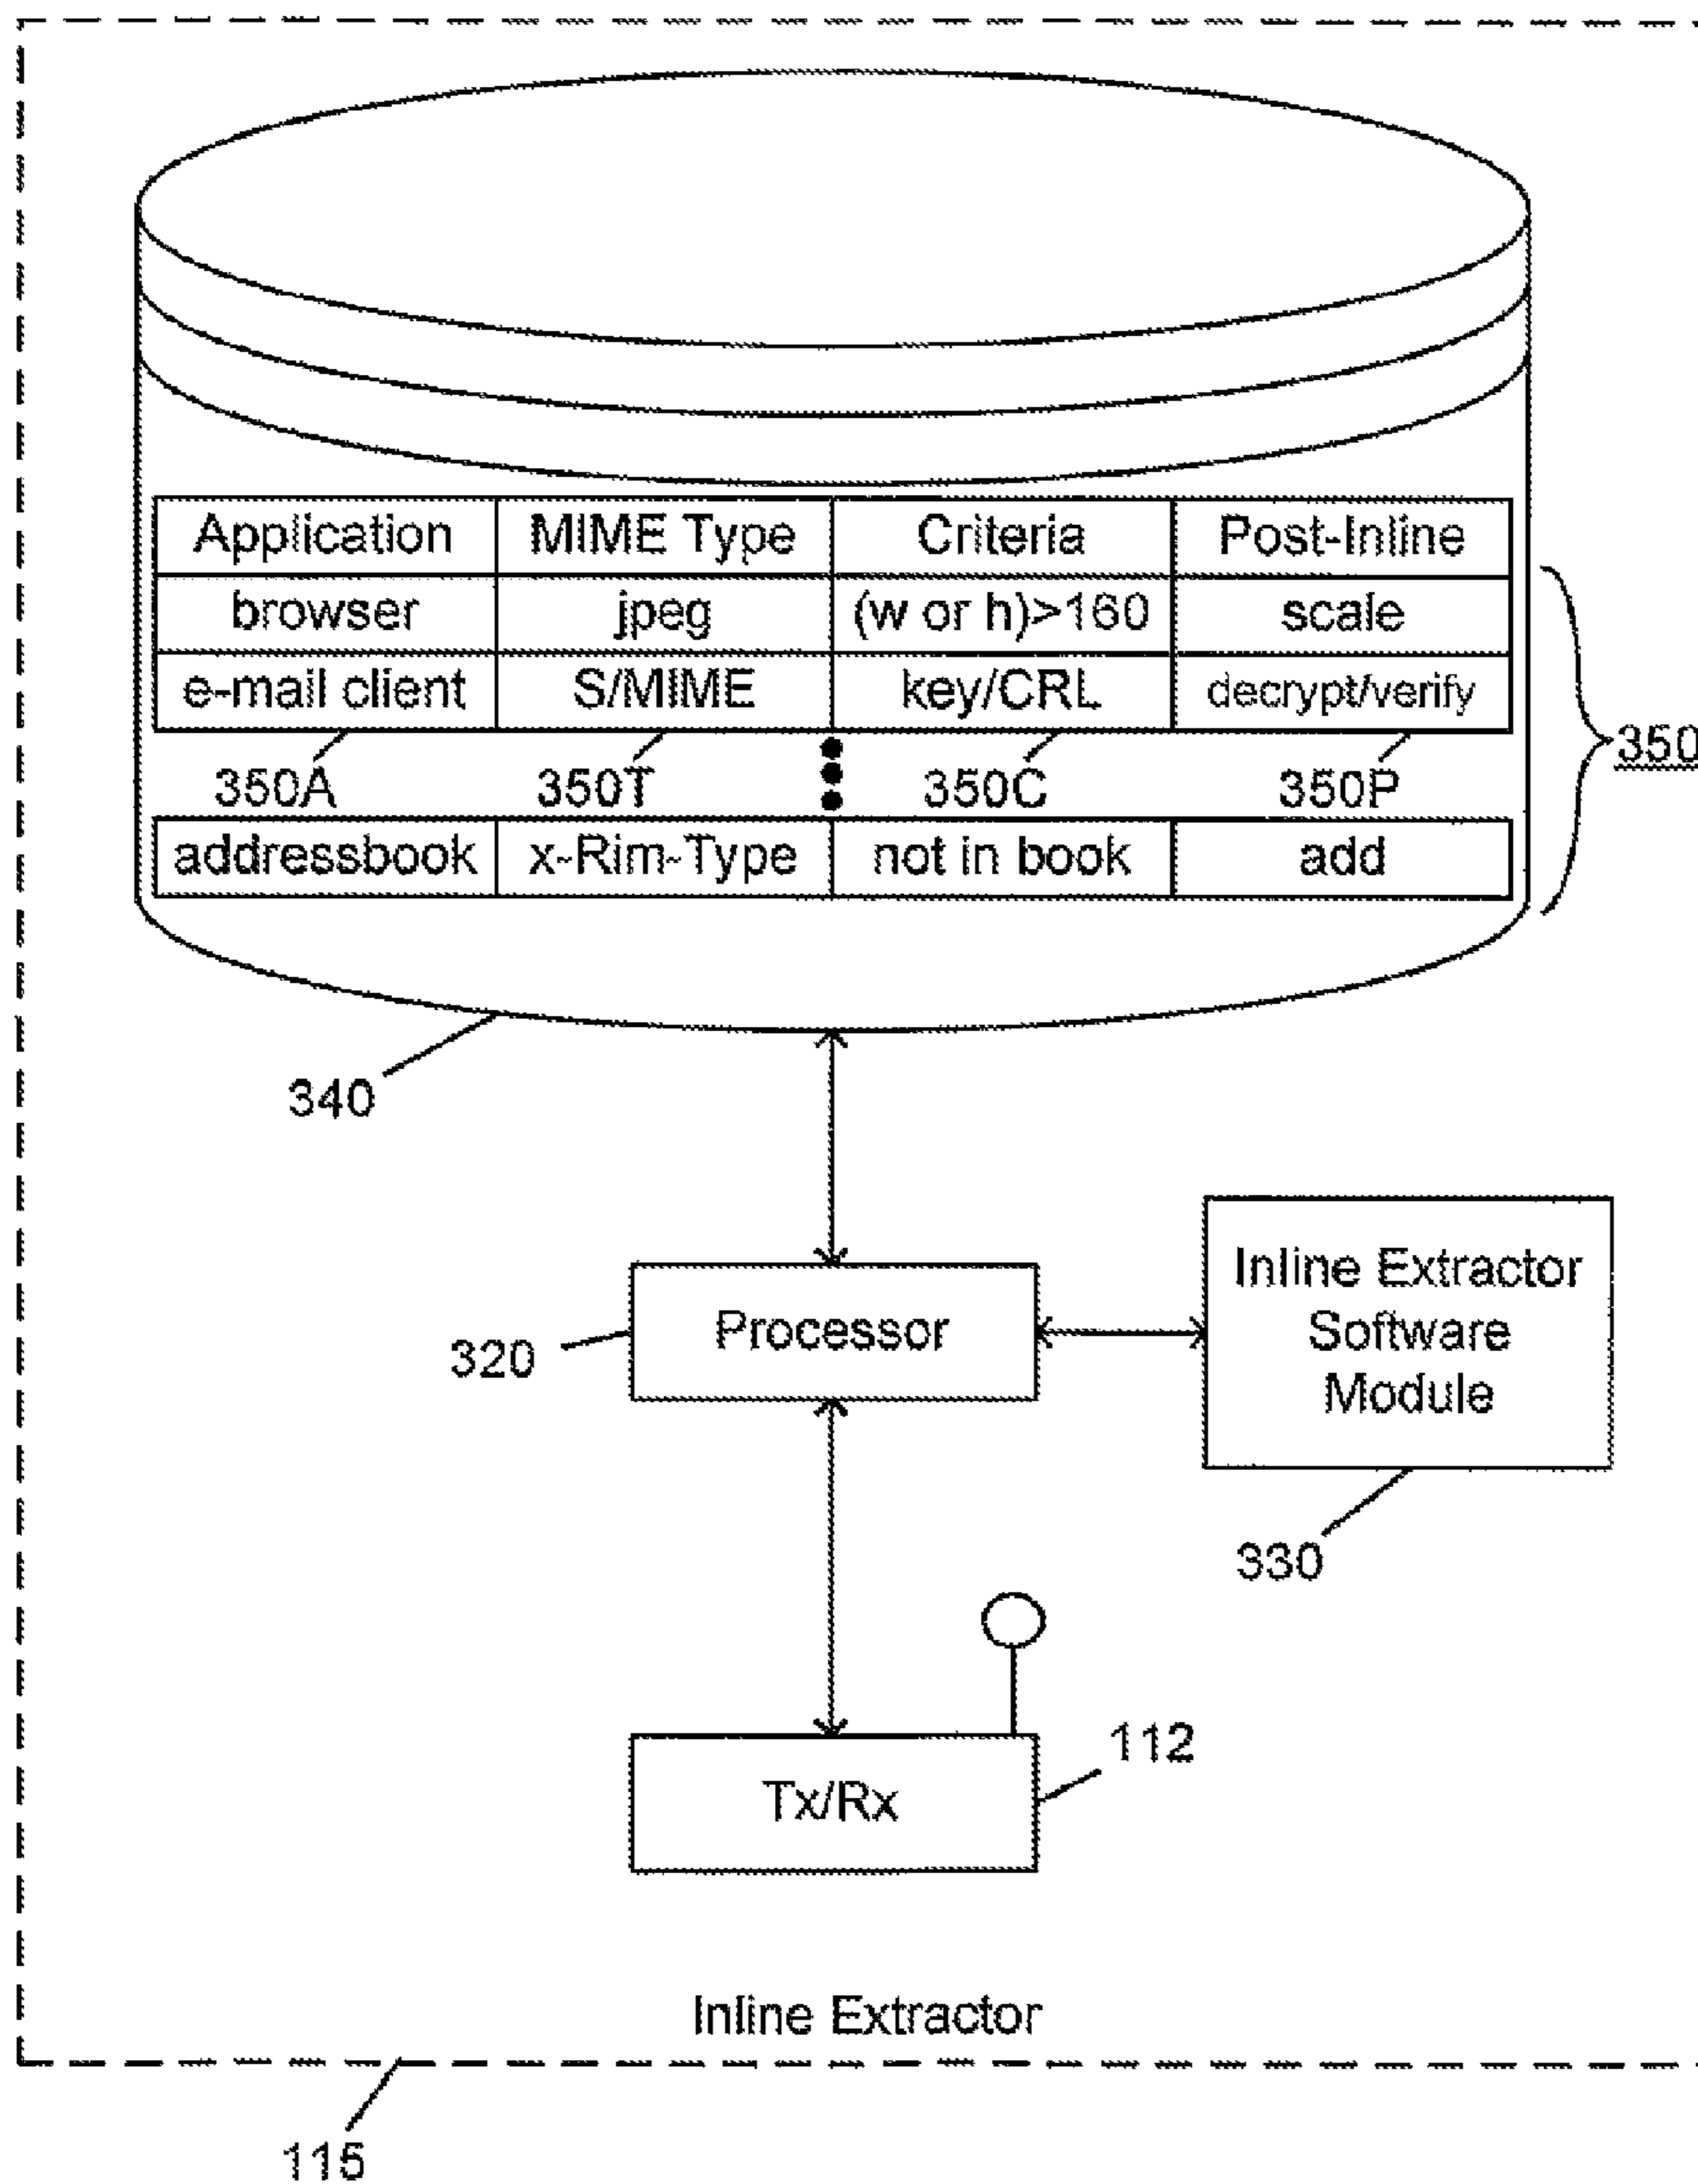 Application MIME Type Criteria Post-Inline
browser jpeg (w or h)>160 scale
e-mail client S/MIME key/CRL decrypt/verify
350
350A 350T 350C 350P
addressbook x-Rim-Type not in book add
340
Inline Extractor
Software
Module
Processor
320
330
112
Tx/Rx
Inline Extractor
115